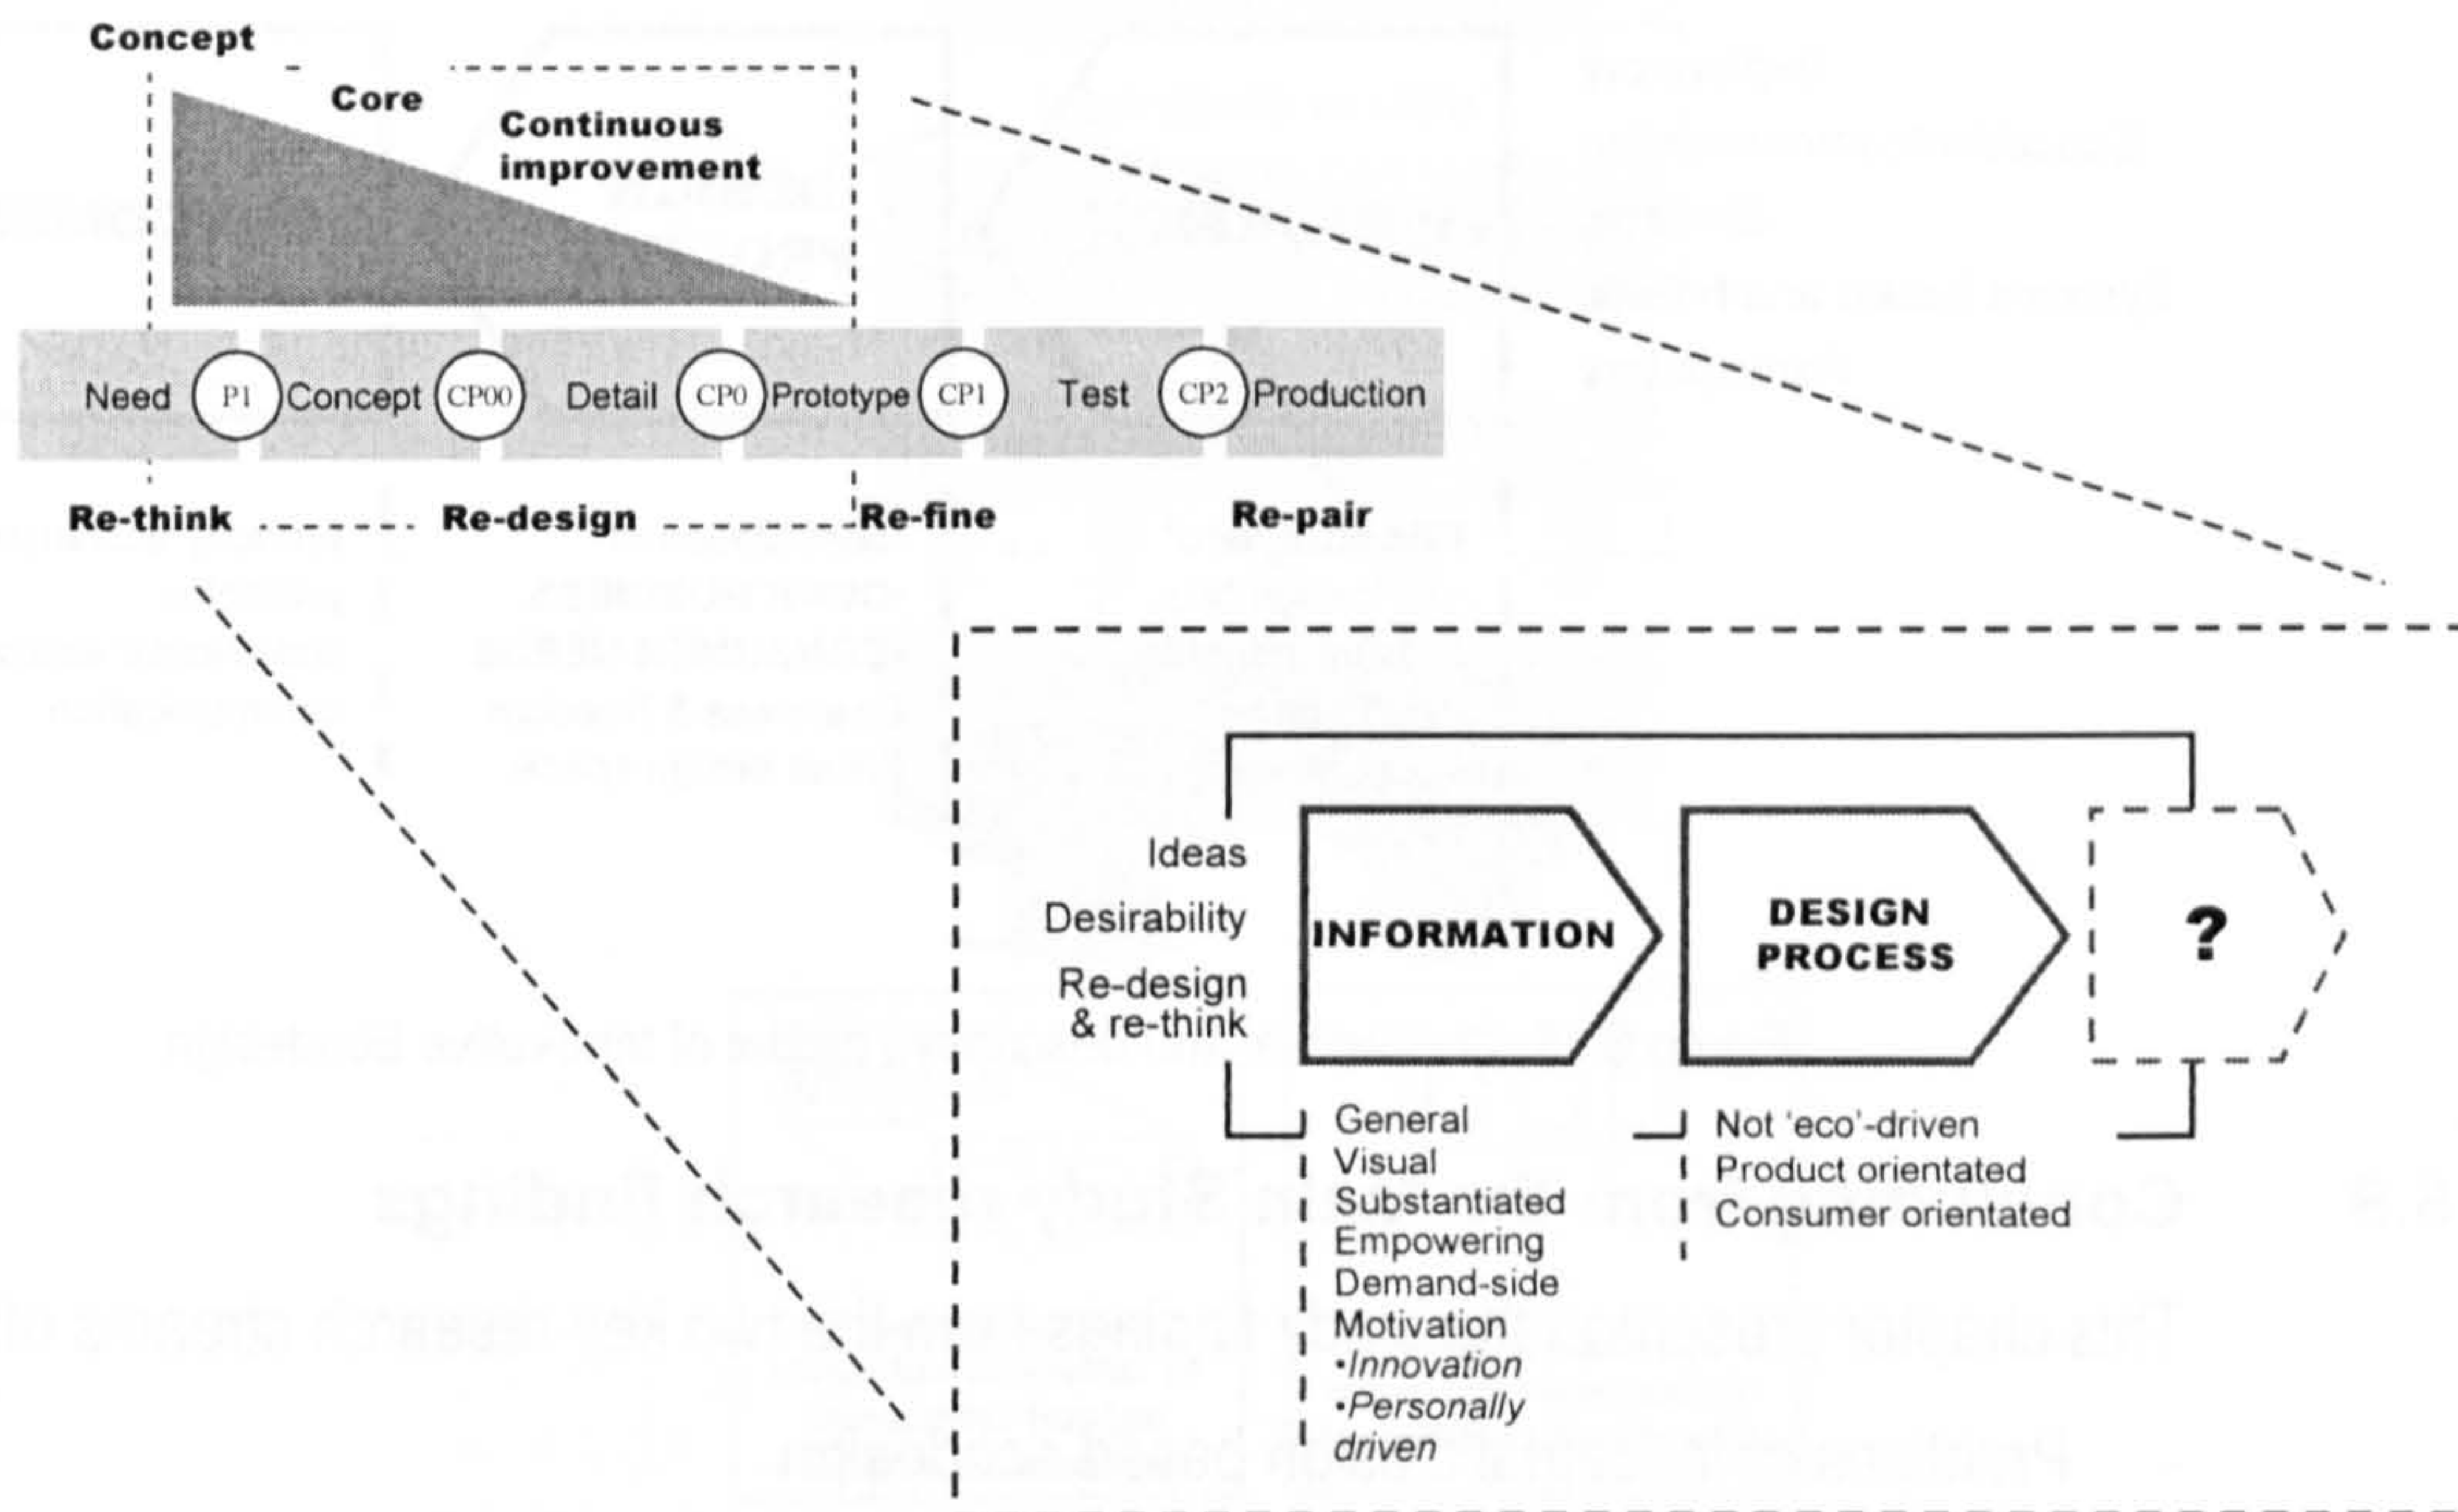 Concept
Core
Continuous
improvement
Need P1 Concept CP00 Detail CP0 Prototype CP1 Test CP2 Production
Re-think Re-design Re-fine Re-pair
Ideas
Desirability
Re-design
& re-think
INFORMATION
DESIGN
PROCESS
?
General
Visual
Substantiated
Empowering
Demand-side
Motivation
•Innovation
•Personally
driven
Not ‘eco’-driven
Product orientated
Consumer orientated